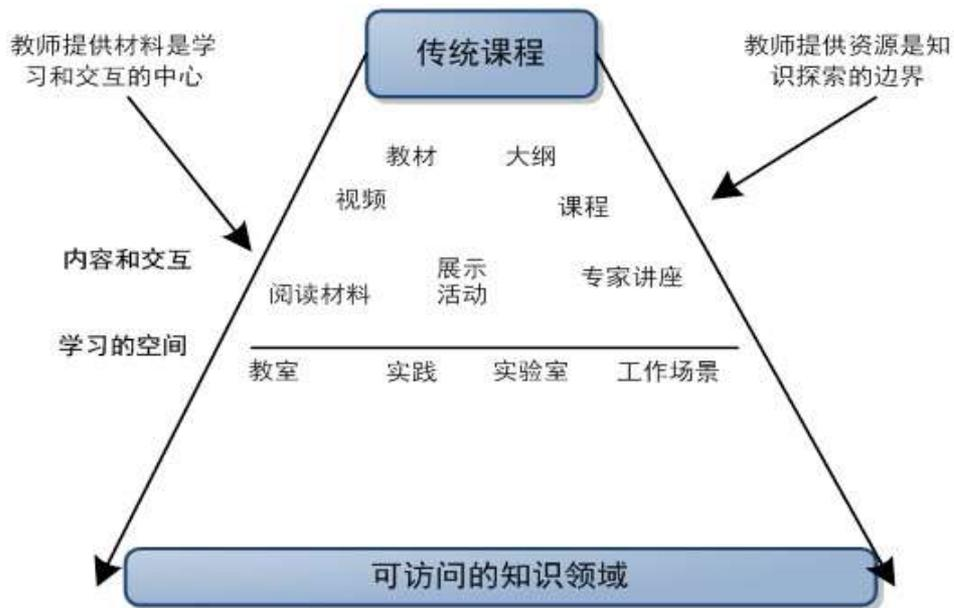 传统课程
教师提供材料是学
习和交互的中心
教师提供资源是知
识探索的边界
教材
大纲
视频
课程
内容和交互
展示
活动
专家讲座
阅读材料
学习的空间
教室
实践
实验室
工作场景
可访问的知识领域